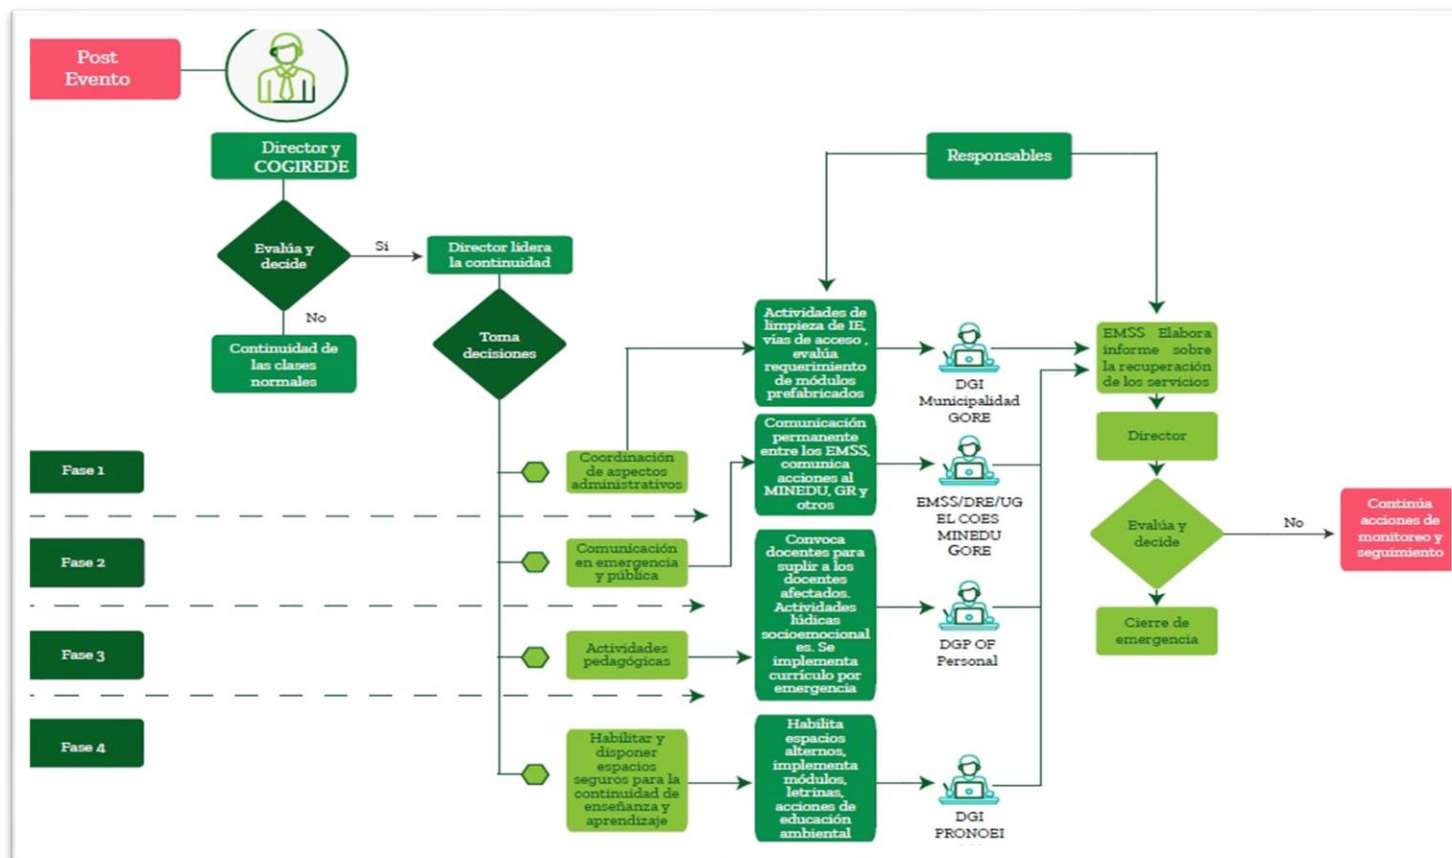 Post
Evento
Director y
COGIREDE
Evalúa y
decide
Si
No
Continuidad de
las clases
normales
Director lidera
la continuidad
Toma
decisiones
Responsables
Fase 1
Coordinación
de aspectos
administrativos
Actividades de
limpieza de IE,
vías de acceso ,
evalúa
requerimiento
de módulos
prefabricados
DGI
Municipalidad
GORE
Fase 2
Comunicación
en emergencia
y pública
Comunicación
permanente
entre los EMSS,
comunica
acciones al
MINEDU, GR y
otros
EMSS/DRE/UG
EL COES
MINEDU
GORE
Fase 3
Actividades
pedagógicas
Convoca
docentes para
suplir a los
docentes
afectados.
Actividades
lúdicas
socioemocional
es. Se
implementa
currículo por
emergencia
DGP OF
Personal
Fase 4
Habilitar y
disponer
espacios
seguros para la
continuidad de
enseñanza y
aprendizaje
Habilita
espacios
alternos,
implementa
módulos,
letrinas,
acciones de
educación
ambiental
DGI
PRONOEI
EMSS Elabora
informe sobre
la recuperación
de los servicios
Director
Evalúa y
decide
No
Continúa
acciones de
monitoreo y
seguimiento
Cierre de
emergencia